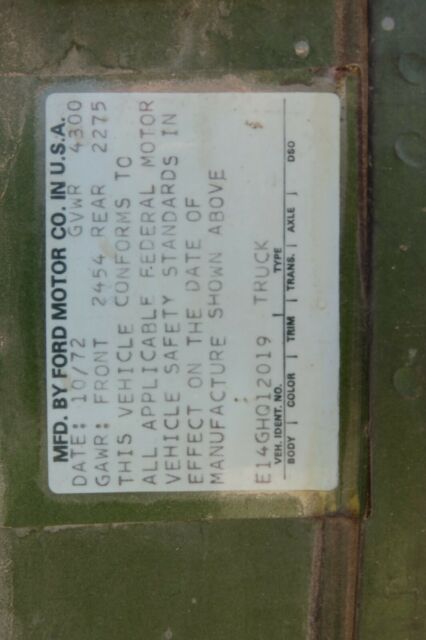 MFD. BY FORD MOTOR CO. IN U.S.A.
DATE: 10/72 GVWR 4300
GAWR: FRONT 2454 REAR 2275
THIS VEHICLE CONFORMS TO
ALL APPLICABLE FEDERAL MOTOR
VEHICLE SAFETY STANDARDS IN
EFFECT ON THE DATE OF
MANUFACTURE SHOWN ABOVE
E14GHQ12019 TRUCK
VEH. IDENT. NO. TYPE
BODY | COLOR | TRIM | TRANS. | AXLE | DSO